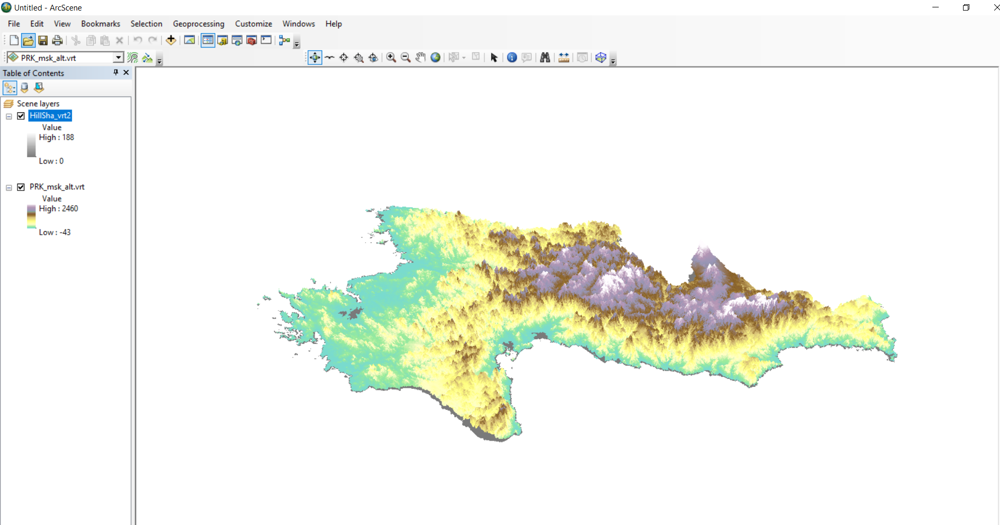 Untitled - ArcScene
File Edit View Bookmarks Selection Geoprocessing Customize Windows Help
PRK_msk_alt.vrt
Table of Contents
Scene layers
HillSha_vrt2
Value
High : 188
Low : 0
PRK_msk_alt.vrt
Value
High : 2460
Low : -43